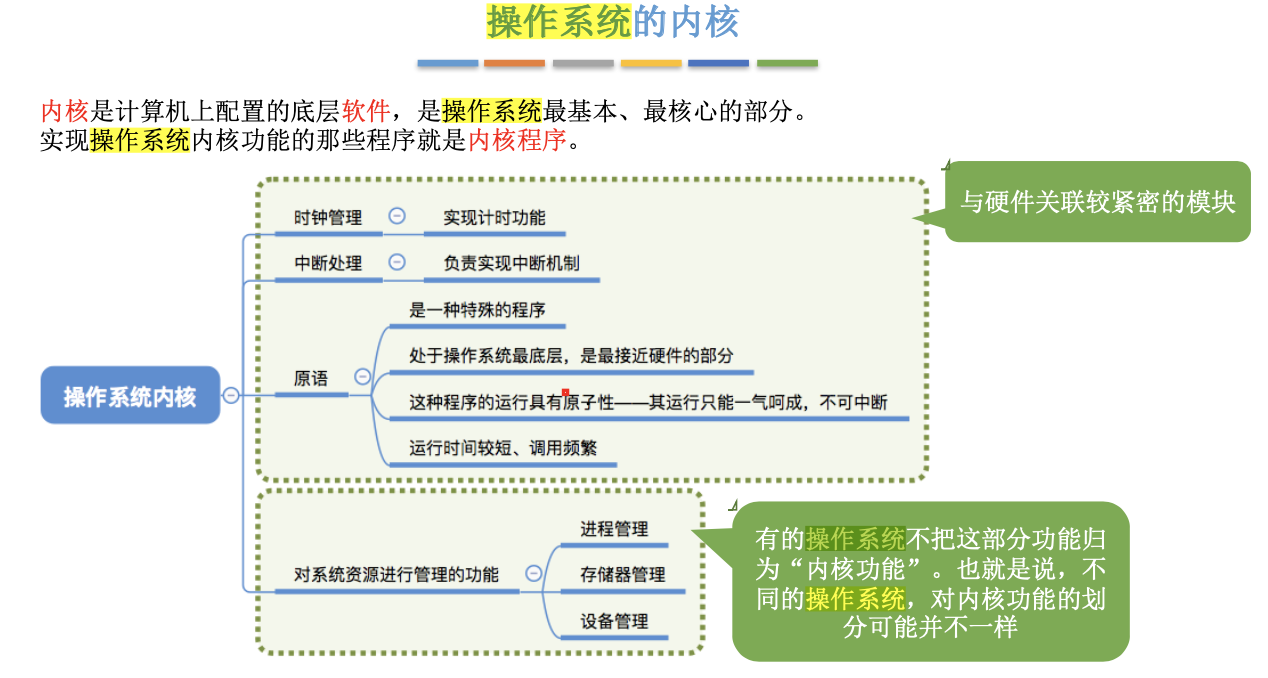 操作系统的内核
内核是计算机上配置的底层软件，是操作系统最基本、最核心的部分。
实现操作系统内核功能的那些程序就是内核程序。
与硬件关联较紧密的模块
时钟管理
实现计时功能
中断处理
负责实现中断机制
是一种特殊的程序
处于操作系统最底层，是最接近硬件的部分
原语
这种程序的运行具有原子性——其运行只能一气呵成，不可中断
运行时间较短、调用频繁
操作系统内核
进程管理
对系统资源进行管理的功能
存储器管理
设备管理
有的操作系统不把这部分功能归
为“内核功能”。也就是说，不
同的操作系统，对内核功能的划
分可能并不一样